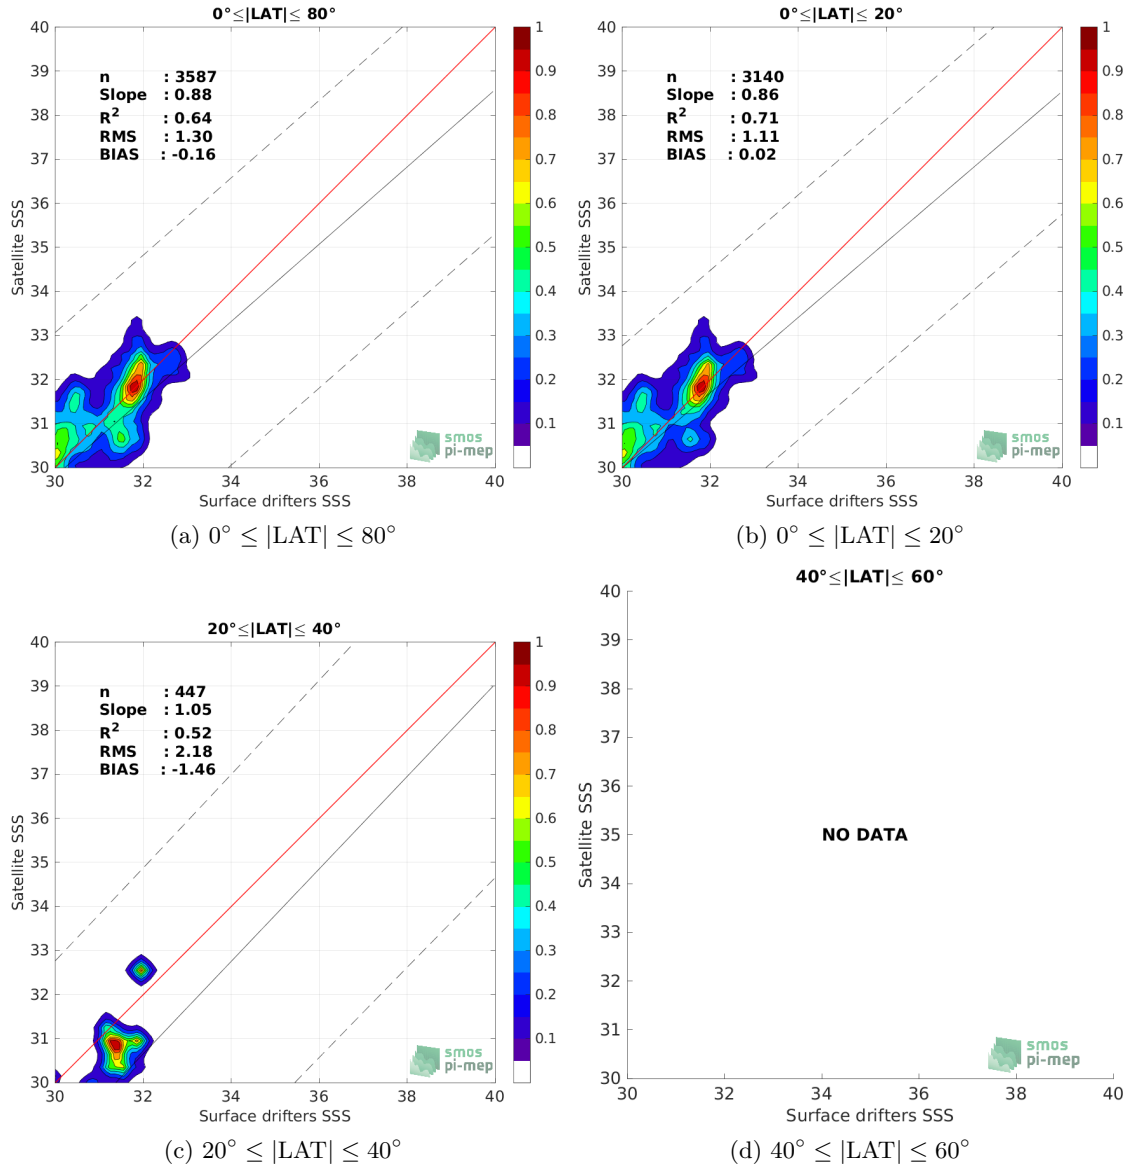 0°≤|LAT|≤ 80°
40
39
38
37
36
35
34
33
32
31
30
Satellite SSS
n : 3587
Slope : 0.88
R² : 0.64
RMS : 1.30
BIAS : -0.16
smos
pi-mep
30 32 34 36 38 40
Surface drifters SSS
1
0.9
0.8
0.7
0.6
0.5
0.4
0.3
0.2
0.1
(a) 0° ≤ |LAT| ≤ 80°
0°≤|LAT|≤ 20°
40
39
38
37
36
35
34
33
32
31
30
Satellite SSS
n : 3140
Slope : 0.86
R² : 0.71
RMS : 1.11
BIAS : 0.02
smos
pi-mep
30 32 34 36 38 40
Surface drifters SSS
1
0.9
0.8
0.7
0.6
0.5
0.4
0.3
0.2
0.1
(b) 0° ≤ |LAT| ≤ 20°
20°≤|LAT|≤ 40°
40
39
38
37
36
35
34
33
32
31
30
Satellite SSS
n : 447
Slope : 1.05
R² : 0.52
RMS : 2.18
BIAS : -1.46
smos
pi-mep
30 32 34 36 38 40
Surface drifters SSS
1
0.9
0.8
0.7
0.6
0.5
0.4
0.3
0.2
0.1
(c) 20° ≤ |LAT| ≤ 40°
40°≤|LAT|≤ 60°
40
39
38
37
36
35
34
33
32
31
30
Satellite SSS
NO DATA
smos
pi-mep
30 32 34 36 38 40
Surface drifters SSS
(d) 40° ≤ |LAT| ≤ 60°